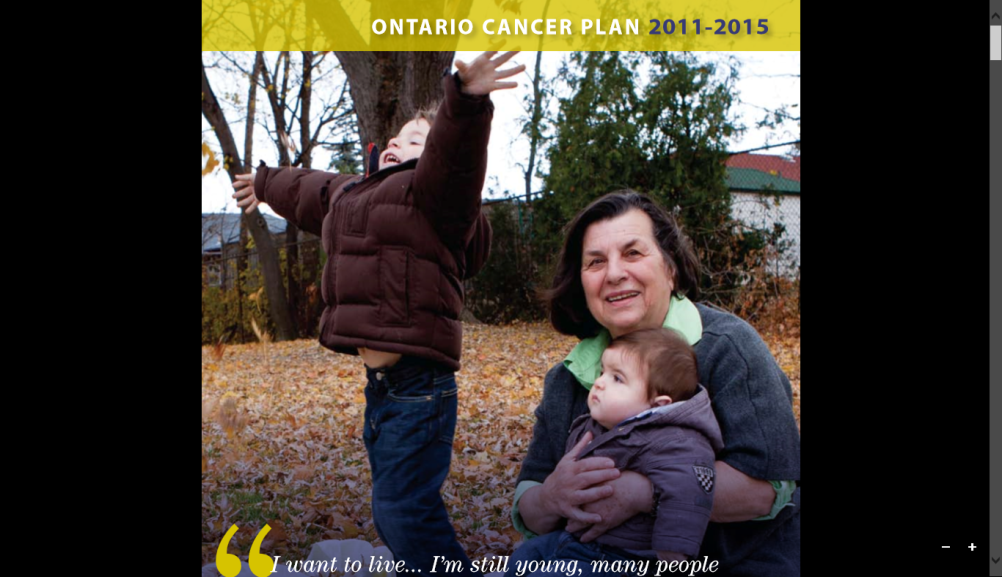 ONTARIO CANCER PLAN 2011-2015
“I want to live... I’m still young, many people